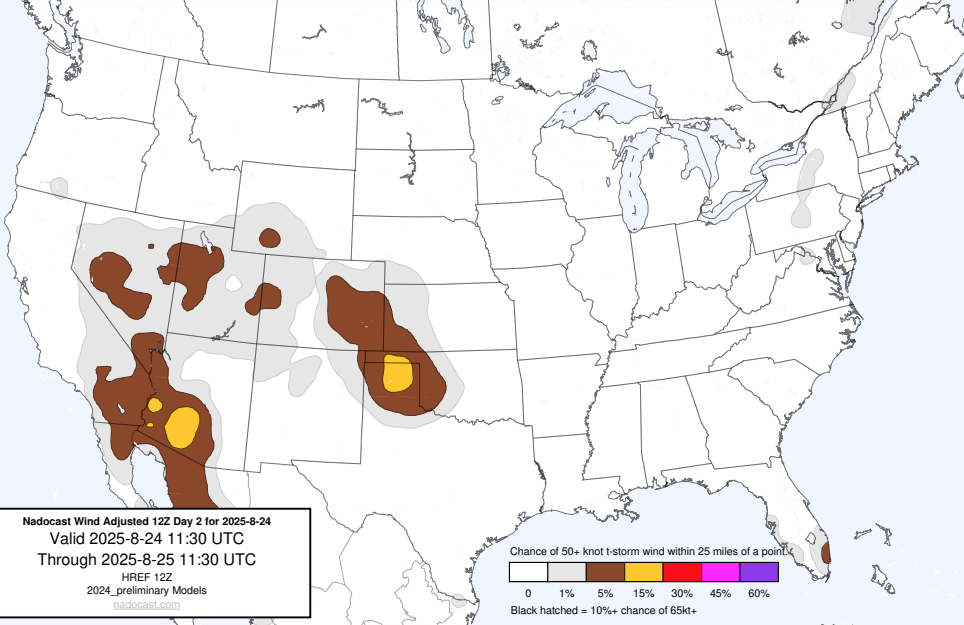 Nadocast Wind Adjusted 12Z Day 2 for 2025-8-24
Valid 2025-8-24 11:30 UTC
Through 2025-8-25 11:30 UTC
HREF 12Z
2024_preliminary Models
nadocast.com
Chance of 50+ knot t-storm wind within 25 miles of a point.
0 1% 5% 15% 30% 45% 60%
Black hatched = 10%+ chance of 65kt+